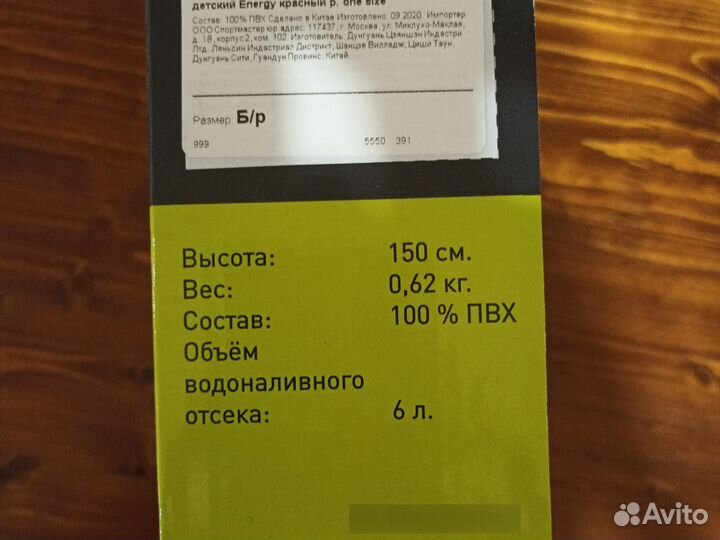 детский Energy красный р. one size
Состав: 100% ПВХ Сделано в Китае Изготовлено: 09.2020. Импортер
ООО Спортмастер юр.адрес: 117437, г. Москва, ул. Миклухо-Маклая,
д.18, корпус 2, ком. 102. Изготовитель: Дунгуань Цзяншэн Индастри
Лтд. Ляньсин Индастриал Дистрикт, Шанцзе Вилладж, Циши Таун,
Дунгуань Сити, Гуандун Провинс, Китай
Размер: Б/р
999 5550 391
Высота: 150 см.
Вес: 0,62 кг.
Состав: 100 % ПВХ
Объём
водоналивного
отсека: 6 л.
Avito